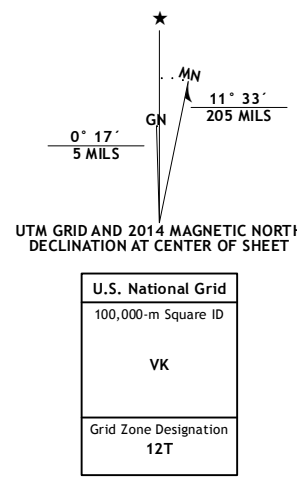 ★
MN
11° 33´
205 MILS
GN
0° 17´
5 MILS
UTM GRID AND 2014 MAGNETIC NORTH
DECLINATION AT CENTER OF SHEET
U.S. National Grid
100,000-m Square ID
VK
Grid Zone Designation
12T